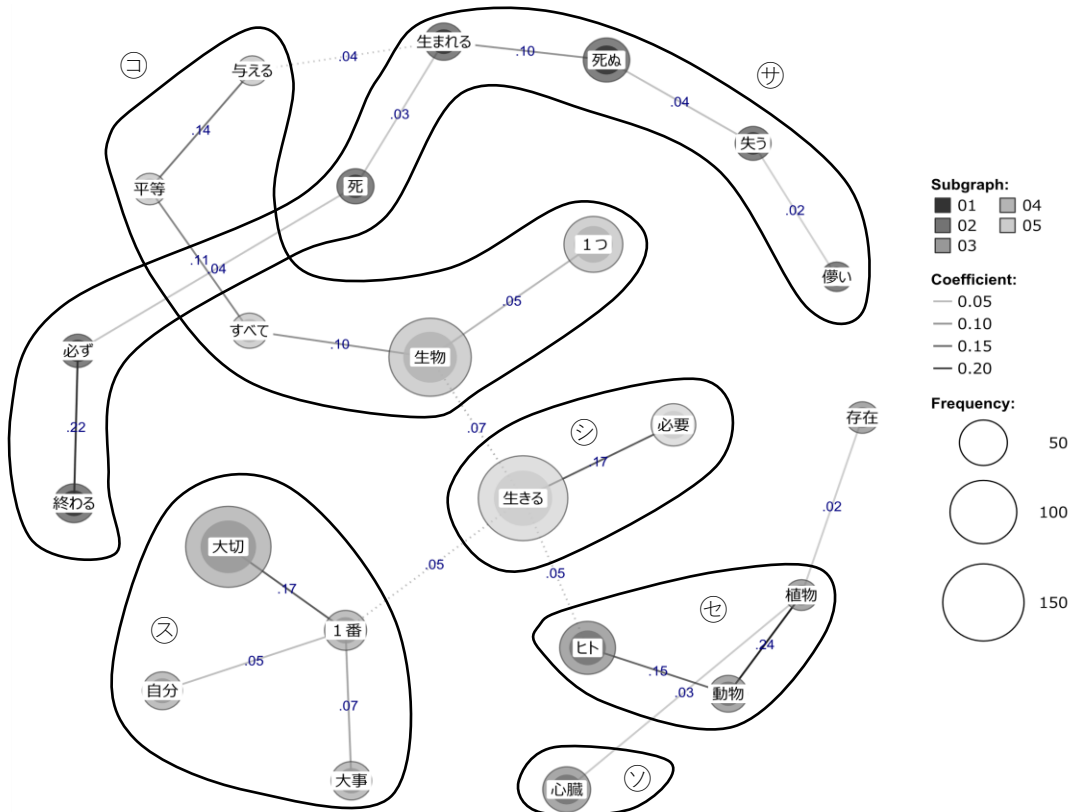 ㋙
与える
.04
生まれる
.10
死ぬ
㋚
.14
.03
.04
失う
平等
死
.02
.11
.04
1つ
儚い
すべて
.05
必ず
.10
生物
.22
.07
㋛
必要
存在
.17
終わる
生きる
.02
大切
.05
.05
.17
植物
㋜
1番
㋝
ヒト
.24
.05
.15
自分
.07
.03
動物
大事
心臓
㋞
Subgraph:
01 04
02 05
03
Coefficient:
0.05
0.10
0.15
0.20
Frequency:
50
100
150